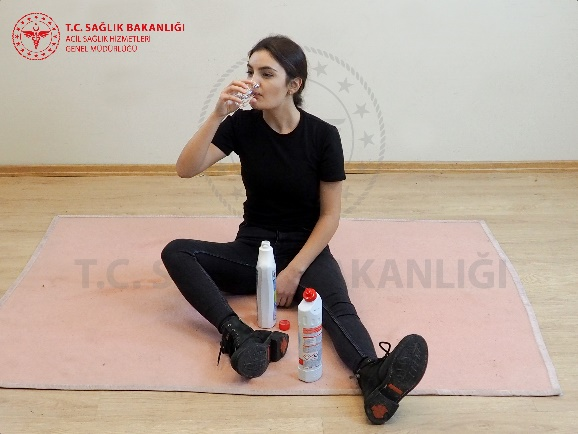 T.C. SAĞLIK BAKANLIĞI
ACİL SAĞLIK HİZMETLERİ
GENEL MÜDÜRLÜĞÜ
T.C. SAĞLIK BAKANLIĞI